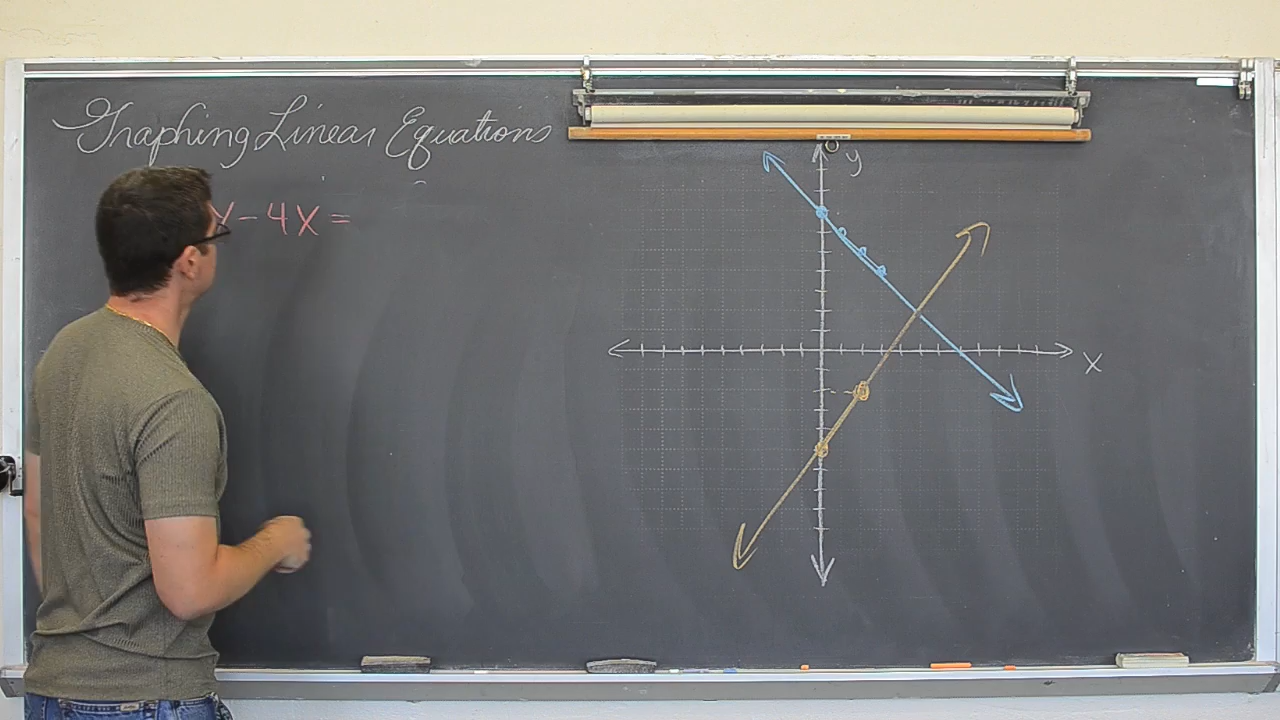 Graphing Linear Equations
y
Y - 4X =
X